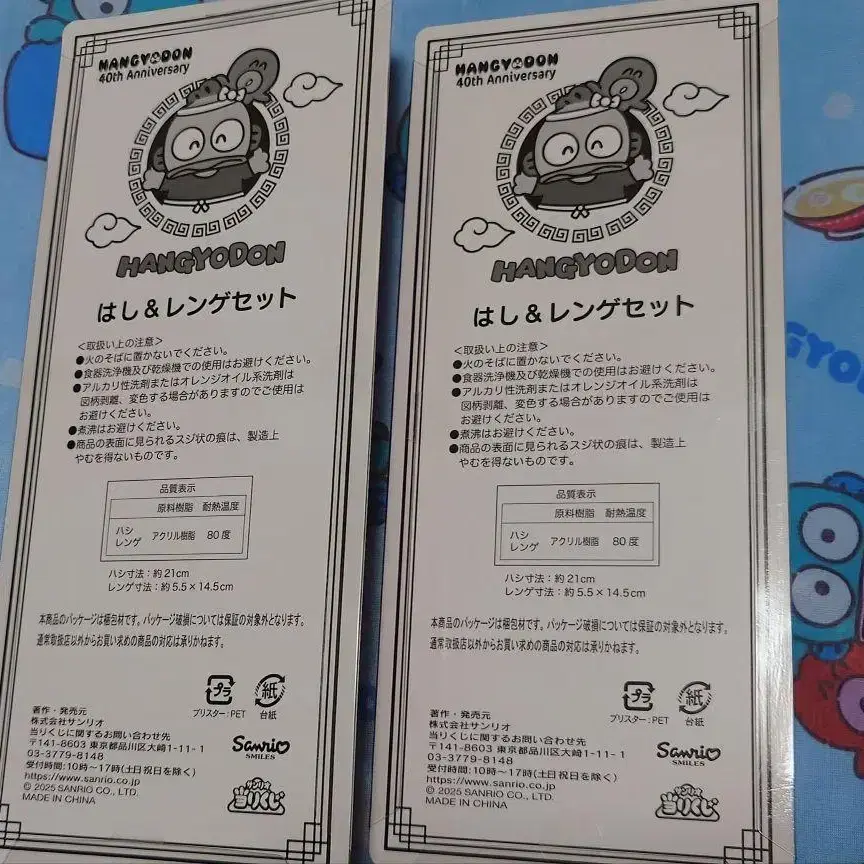 HANGYODON
40th Anniversary
HANGYODON
はし&レンゲセット
<取扱い上の注意>
●火のそばに置かないでください。
●食器洗浄機及び乾燥機での使用はお避けください。
●アルカリ性洗剤またはオレンジオイル系洗剤は
図柄剥離、変色する場合がありますのでご使用は
お避けください。
●煮沸はお避けください。
●商品の表面に見られるスジ状の痕は、製造上
やむを得ないものです。
品質表示
原料樹脂 耐熱温度
ハシ
レンゲ アクリル樹脂 80度
ハシ寸法:約21cm
レンゲ寸法:約5.5×14.5cm
本商品のパッケージは梱包材です。パッケージ破損については保証の対象外となります。
通常取扱店以外からお買い求めの商品の対応は承りかねます。
プラ 紙
ブリスター:PET 台紙
著作・発売元
株式会社サンリオ
当りくじに関するお問い合わせ先
〒141-8603 東京都品川区大崎1-11-1
03-3779-8148
受付時間:10時~17時(土日祝日を除く)
https://www.sanrio.co.jp
© 2025 SANRIO CO., LTD.
MADE IN CHINA
Sanrio
SMILES
サンリオ
当りくじ
HANGYODON
40th Anniversary
HANGYODON
はし&レンゲセット
<取扱い上の注意>
●火のそばに置かないでください。
●食器洗浄機及び乾燥機での使用はお避けください。
●アルカリ性洗剤またはオレンジオイル系洗剤は
図柄剥離、変色する場合がありますのでご使用は
お避けください。
●煮沸はお避けください。
●商品の表面に見られるスジ状の痕は、製造上
やむを得ないものです。
品質表示
原料樹脂 耐熱温度
ハシ
レンゲ アクリル樹脂 80度
ハシ寸法:約21cm
レンゲ寸法:約5.5×14.5cm
本商品のパッケージは梱包材です。パッケージ破損については保証の対象外となります。
通常取扱店以外からお買い求めの商品の対応は承りかねます。
プラ 紙
ブリスター:PET 台紙
著作・発売元
株式会社サンリオ
当りくじに関するお問い合わせ先
〒141-8603 東京都品川区大崎1-11-1
03-3779-8148
受付時間:10時~17時(土日祝日を除く)
https://www.sanrio.co.jp
© 2025 SANRIO CO., LTD.
MADE IN CHINA
Sanrio
SMILES
サンリオ
当りくじ
GYO